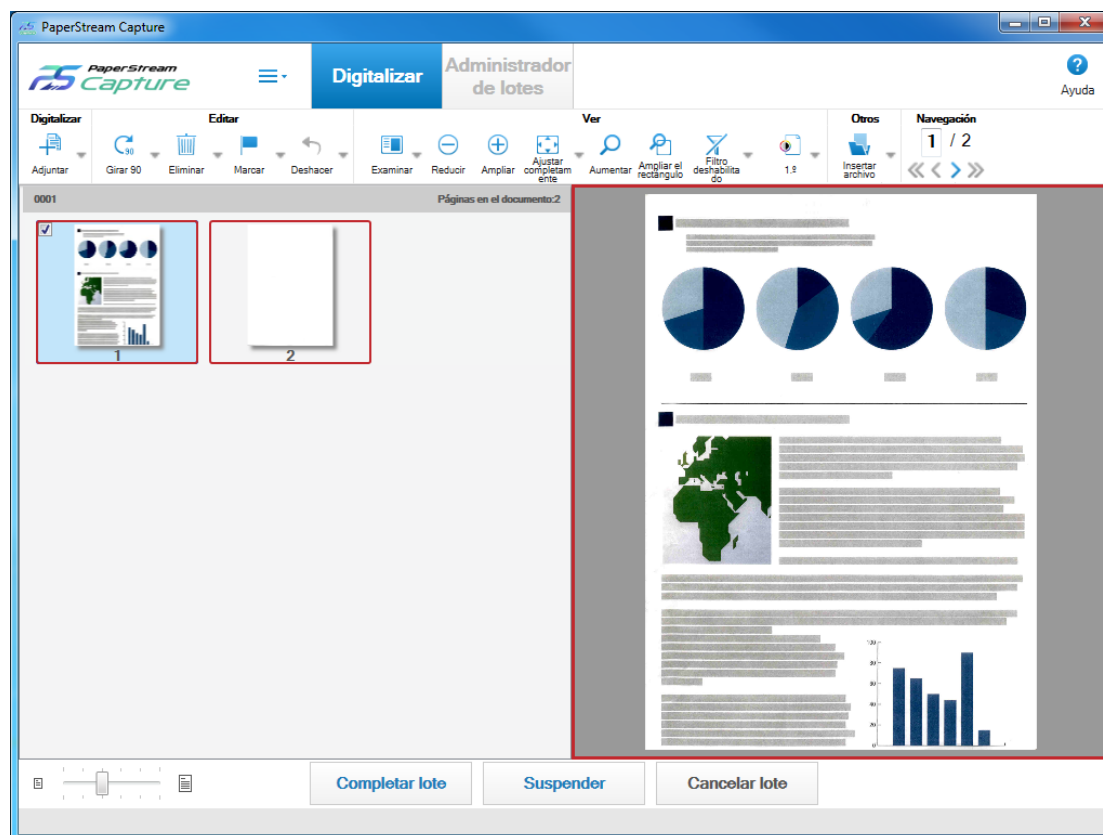 PaperStream Capture
PaperStream
Capture
Digitalizar
Administrador
de lotes
?
Ayuda
Digitalizar
Editar
Ver
Otros
Navegación
90
1 / 2
Adjuntar
Girar 90
Eliminar
Marcar
Deshacer
Examinar
Reducir
Ampliar
Ajustar
completam
ente
Aumentar
Ampliar el
rectángulo
Filtro
deshabilita
do
1.º
Insertar
archivo
0001
Páginas en el documento:2
1
2
Completar lote
Suspender
Cancelar lote